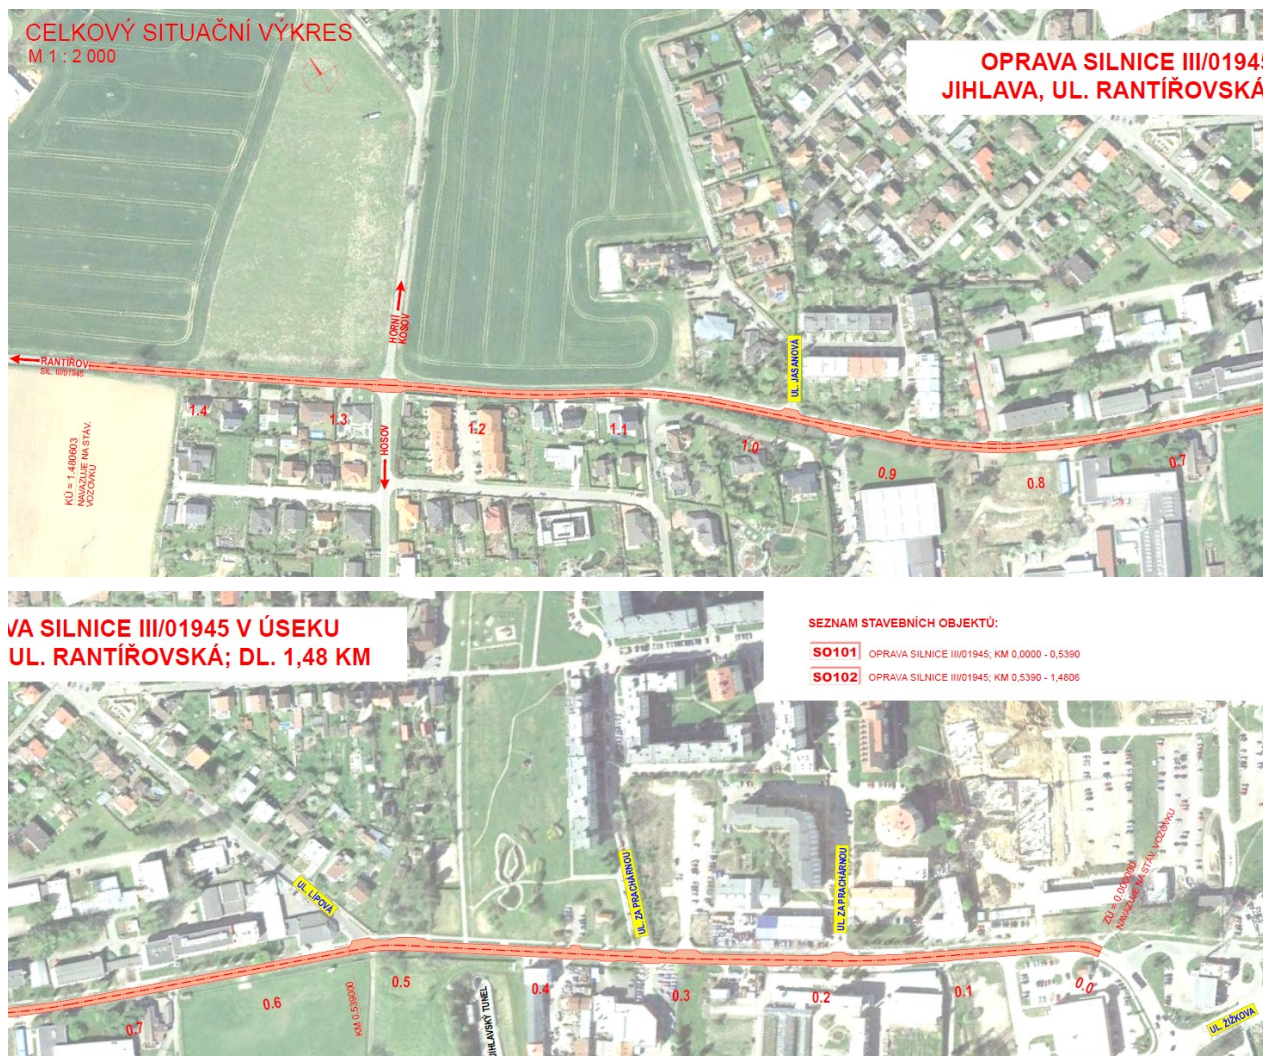 CELKOVÝ SITUAČNÍ VÝKRES
M 1 : 2 000
OPRAVA SILNICE III/01945
JIHLAVA, UL. RANTÍŘOVSKÁ
HORNÍ
KOSOV
UL. JASANOVÁ
RANTÍŘOV
SIL. III/01945
1.4
1.3
HOSOV
1.2
1.1
1.0
0.9
0.8
0.7
KÚ = 1.480603
NAVAZUJE NA STÁV.
VOZOVKU
VA SILNICE III/01945 V ÚSEKU
UL. RANTÍŘOVSKÁ; DL. 1,48 KM
SEZNAM STAVEBNÍCH OBJEKTŮ:
SO101 OPRAVA SILNICE III/01945; KM 0,0000 - 0,5390
SO102 OPRAVA SILNICE III/01945; KM 0,5390 - 1,4806
UL. LÍPOVÁ
UL. ZA PRACHÁRNOU
UL. ZA PRACHÁRNOU
ZÚ = 0.000000
NAVAZUJE NA STÁV. VOZOVKU
0.7
0.6
KM 0.539000
0.5
JIHLAVSKÝ TUNEL
0.4
0.3
0.2
0.1
0.0
UL. ŽIŽKOVA